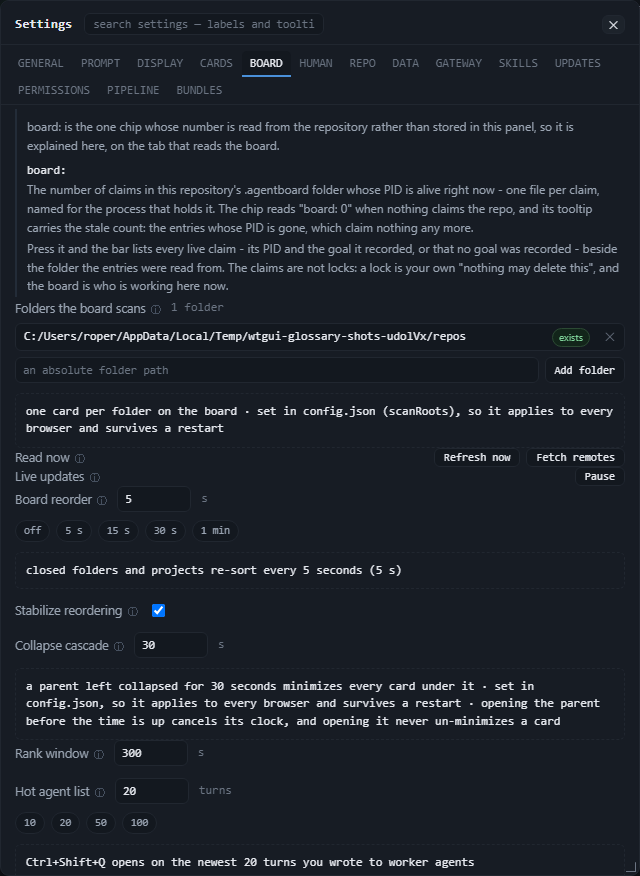 Settings
search settings — labels and toolti
GENERAL PROMPT DISPLAY CARDS BOARD HUMAN REPO DATA GATEWAY SKILLS UPDATES
PERMISSIONS PIPELINE BUNDLES
board: is the one chip whose number is read from the repository rather than stored in this panel, so it is
explained here, on the tab that reads the board.
board:
The number of claims in this repository's .agentboard folder whose PID is alive right now - one file per claim,
named for the process that holds it. The chip reads "board: 0" when nothing claims the repo, and its tooltip
carries the stale count: the entries whose PID is gone, which claim nothing any more.
Press it and the bar lists every live claim - its PID and the goal it recorded, or that no goal was recorded - beside
the folder the entries were read from. The claims are not locks: a lock is your own "nothing may delete this", and
the board is who is working here now.
Folders the board scans ⓘ 1 folder
C:/Users/roper/AppData/Local/Temp/wtgui-glossary-shots-udolVx/repos exists
an absolute folder path Add folder
one card per folder on the board · set in config.json (scanRoots), so it applies to every
browser and survives a restart
Read now ⓘ Refresh now Fetch remotes
Live updates ⓘ Pause
Board reorder ⓘ 5 s
off 5 s 15 s 30 s 1 min
closed folders and projects re-sort every 5 seconds (5 s)
Stabilize reordering ⓘ
Collapse cascade ⓘ 30 s
a parent left collapsed for 30 seconds minimizes every card under it · set in
config.json, so it applies to every browser and survives a restart · opening the parent
before the time is up cancels its clock, and opening it never un-minimizes a card
Rank window ⓘ 300 s
Hot agent list ⓘ 20 turns
10 20 50 100
Ctrl+Shift+Q opens on the newest 20 turns you wrote to worker agents